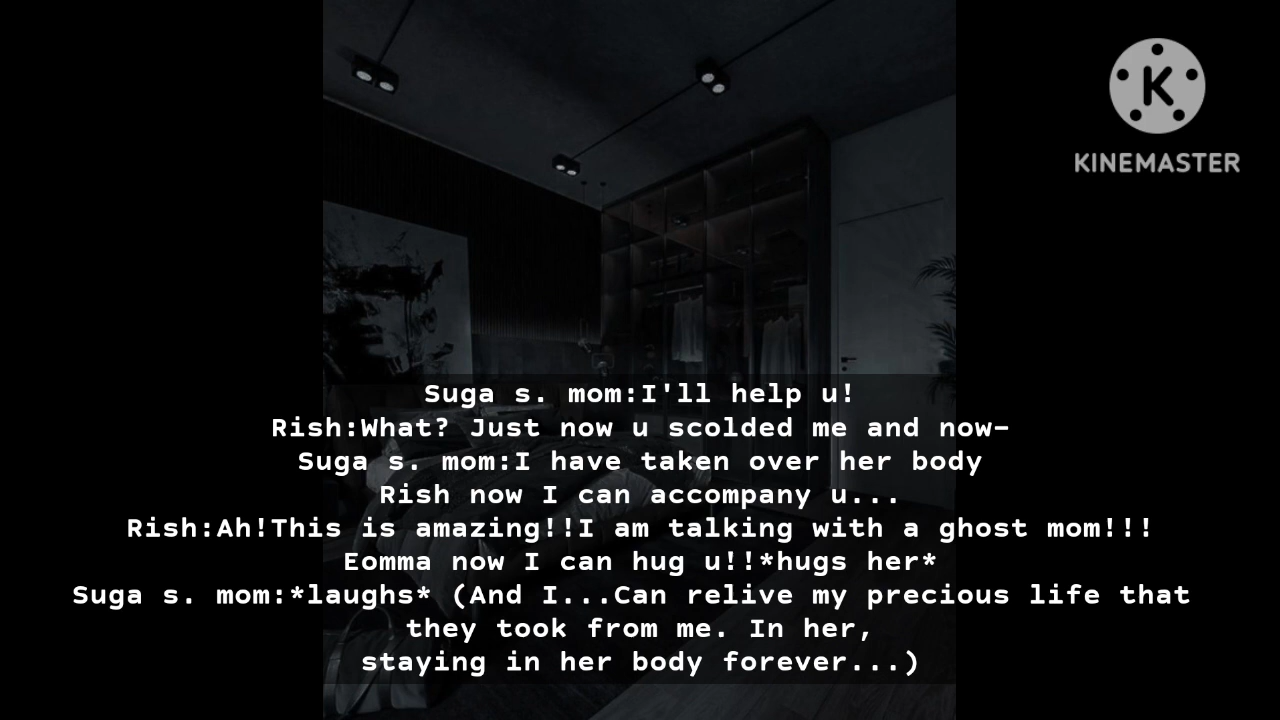 KINEMASTER
Suga s. mom:I'll help u!
Rish:What? Just now u scolded me and now-
Suga s. mom:I have taken over her body
Rish now I can accompany u...
Rish:Ah!This is amazing!!I am talking with a ghost mom!!!
Eomma now I can hug u!!*hugs her*
Suga s. mom:*laughs* (And I...Can relive my precious life that
they took from me. In her,
staying in her body forever...)